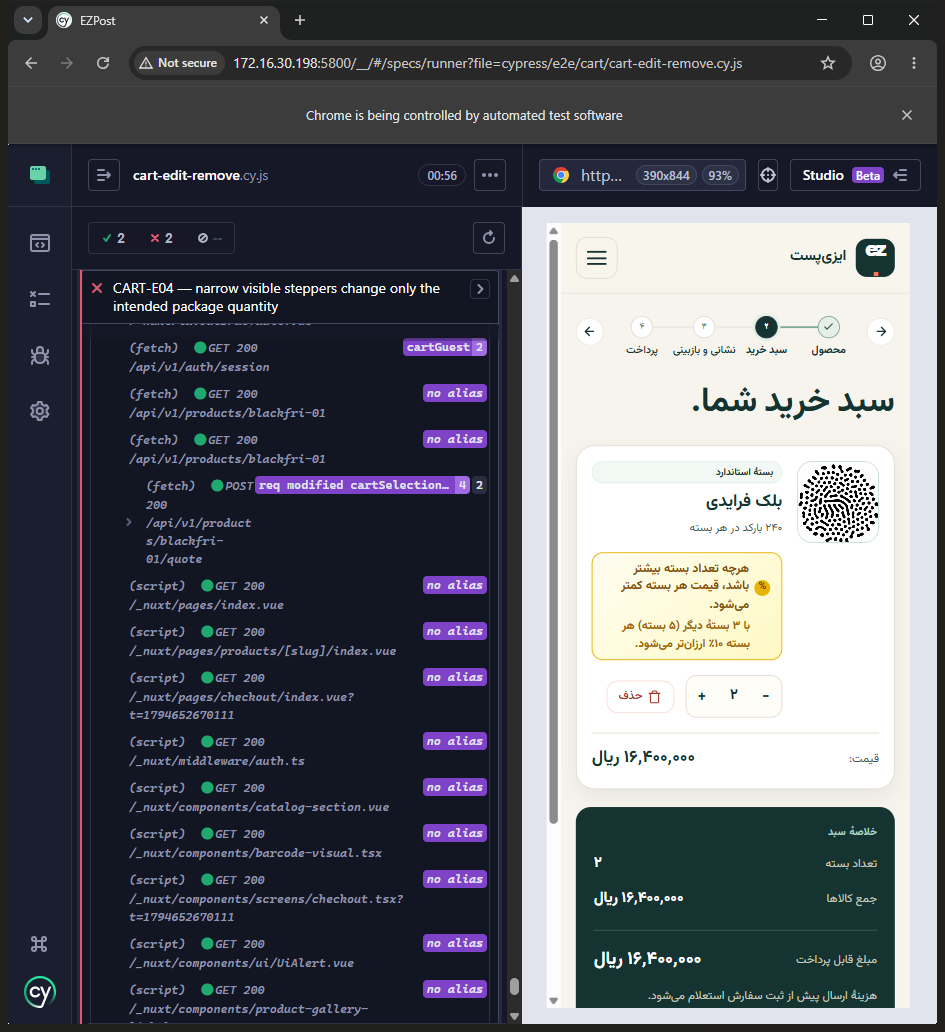 EZPost
Not secure
172.16.30.198:5800/__/#/specs/runner?file=cypress/e2e/cart/cart-edit-remove.cy.js
Chrome is being controlled by automated test software
cart-edit-remove.cy.js
00:56
http...
390x844
93%
Studio
Beta
2
2
--
CART-E04 — narrow visible steppers change only the
intended package quantity
(fetch) GET 200 cartGuest 2
/api/v1/auth/session
(fetch) GET 200 no alias
/api/v1/products/blackfri-01
(fetch) GET 200 no alias
/api/v1/products/blackfri-01
(fetch) POST req modified cartSelection… 4 2
200
/api/v1/product
s/blackfri-
01/quote
(script) GET 200 no alias
/_nuxt/pages/index.vue
(script) GET 200 no alias
/_nuxt/pages/products/[slug]/index.vue
(script) GET 200 no alias
/_nuxt/pages/checkout/index.vue?
t=1794652670111
(script) GET 200 no alias
/_nuxt/middleware/auth.ts
(script) GET 200 no alias
/_nuxt/components/catalog-section.vue
(script) GET 200 no alias
/_nuxt/components/barcode-visual.tsx
(script) GET 200 no alias
/_nuxt/components/screens/checkout.tsx?
t=1794652670111
(script) GET 200 no alias
/_nuxt/components/ui/UiAlert.vue
(script) GET 200 no alias
/_nuxt/components/product-gallery-
cy
ez
ایزی‌پست
محصول
۲
سبد خرید
۳
نشانی و بازبینی
۴
پرداخت
سبد خرید شما.
بستهٔ استاندارد
بلک فرایدی
۲۴۰ بارکد در هر بسته
%
هرچه تعداد بسته بیشتر
باشد، قیمت هر بسته کمتر
می‌شود.
با ۳ بستهٔ دیگر (۵ بسته) هر
بسته ۱۰٪ ارزان‌تر می‌شود.
− ۲ +
حذف
قیمت:
۱۶,۴۰۰,۰۰۰ ریال
خلاصهٔ سبد
تعداد بسته
۲
جمع کالاها
۱۶,۴۰۰,۰۰۰ ریال
مبلغ قابل پرداخت
۱۶,۴۰۰,۰۰۰ ریال
هزینهٔ ارسال پیش از ثبت سفارش استعلام می‌شود.